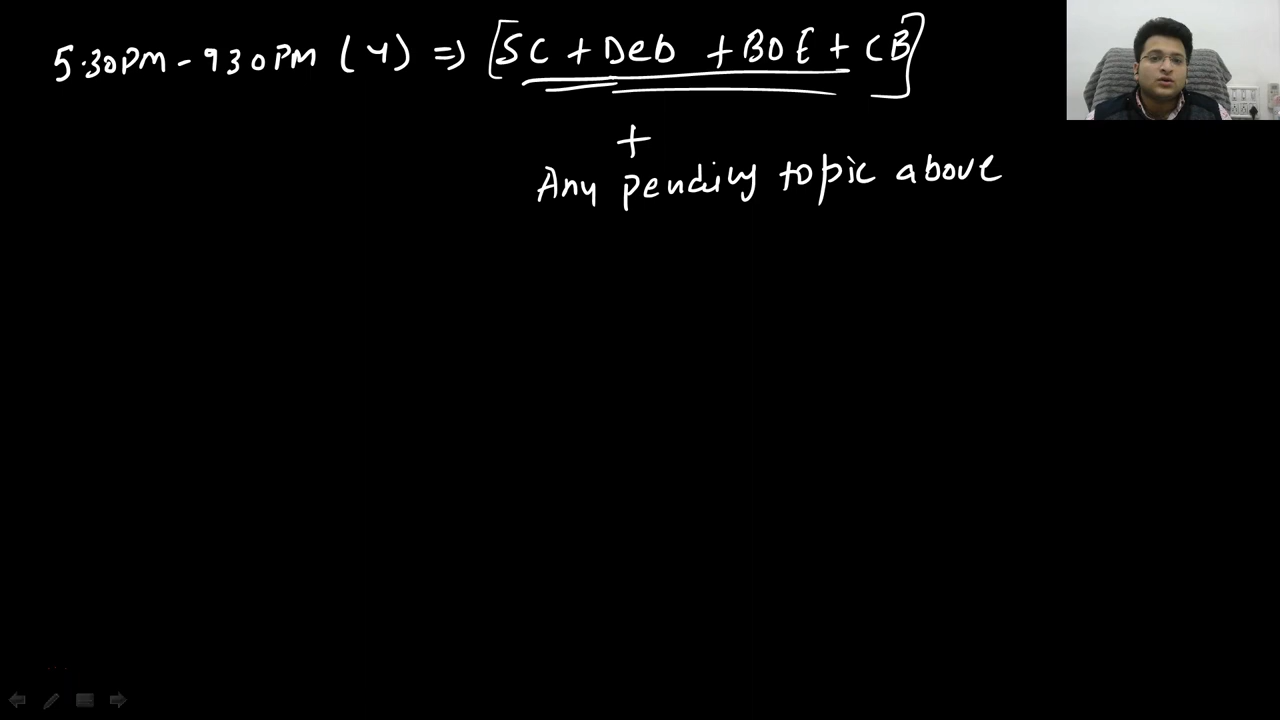 5.30PM - 930PM (4) ⇒ [SC + Deb + BOE + CB]
+
Any pending topic above